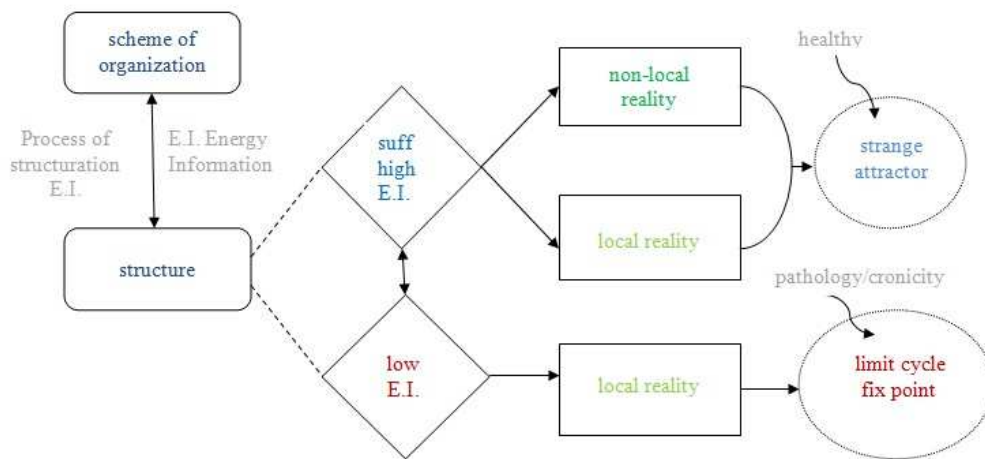 scheme of
organization
Process of
structuration
E.I.
E.I. Energy
Information
structure
suff
high
E.I.
low
E.I.
non-local
reality
local reality
local reality
healthy
strange
attractor
pathology/cronicity
limit cycle
fix point